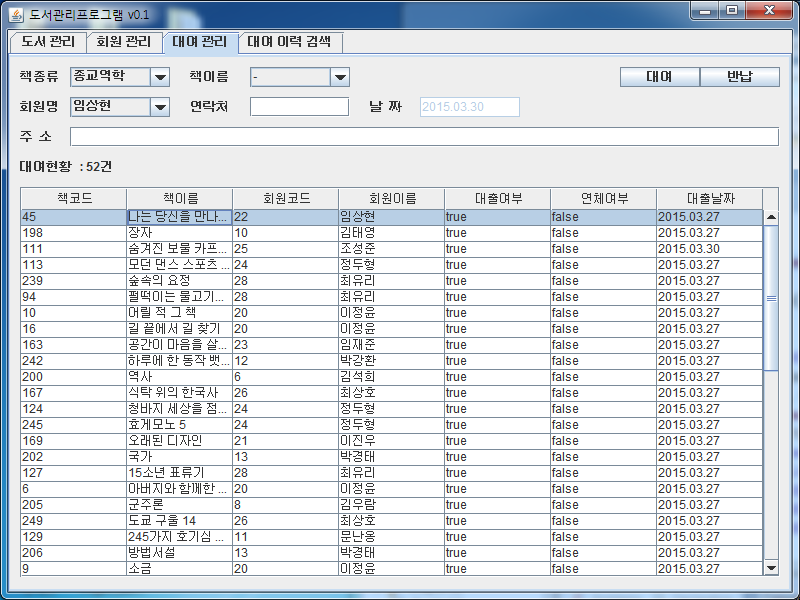 도서관리프로그램 v0.1
도서 관리 회원 관리 대여 관리 대여 이력 검색
책종류 종교역학 책이름 - 대여 반납
회원명 임상현 연락처 날 짜 2015.03.30
주 소
대여현황 : 52건
책코드 책이름 회원코드 회원이름 대출여부 연체여부 대출날짜
45 나는 당신을 만나... 22 임상현 true false 2015.03.27
198 장자 10 김태영 true false 2015.03.27
111 숨겨진 보물 카프... 25 조성준 true false 2015.03.30
113 모던 댄스 스포츠 ... 24 정두형 true false 2015.03.27
239 숲속의 요정 28 최유리 true false 2015.03.27
94 펄떡이는 물고기... 28 최유리 true false 2015.03.27
10 어릴 적 그 책 20 이정윤 true false 2015.03.27
16 길 끝에서 길 찾기 20 이정윤 true false 2015.03.27
163 공간이 마음을 살... 23 임재준 true false 2015.03.27
242 하루에 한 동작 뱃... 12 박강환 true false 2015.03.27
200 역사 6 김석희 true false 2015.03.27
167 식탁 위의 한국사 26 최상호 true false 2015.03.27
124 청바지 세상을 점... 24 정두형 true false 2015.03.27
245 효게모노 5 24 정두형 true false 2015.03.27
169 오래된 디자인 21 이진우 true false 2015.03.27
202 국가 13 박경태 true false 2015.03.27
127 15소년 표류기 28 최유리 true false 2015.03.27
6 아버지와 함께한 ... 20 이정윤 true false 2015.03.27
205 군주론 8 김우람 true false 2015.03.27
249 도쿄 구울 14 26 최상호 true false 2015.03.27
129 245가지 호기심 ... 11 문난옹 true false 2015.03.27
206 방법서설 13 박경태 true false 2015.03.27
9 소금 20 이정윤 true false 2015.03.27